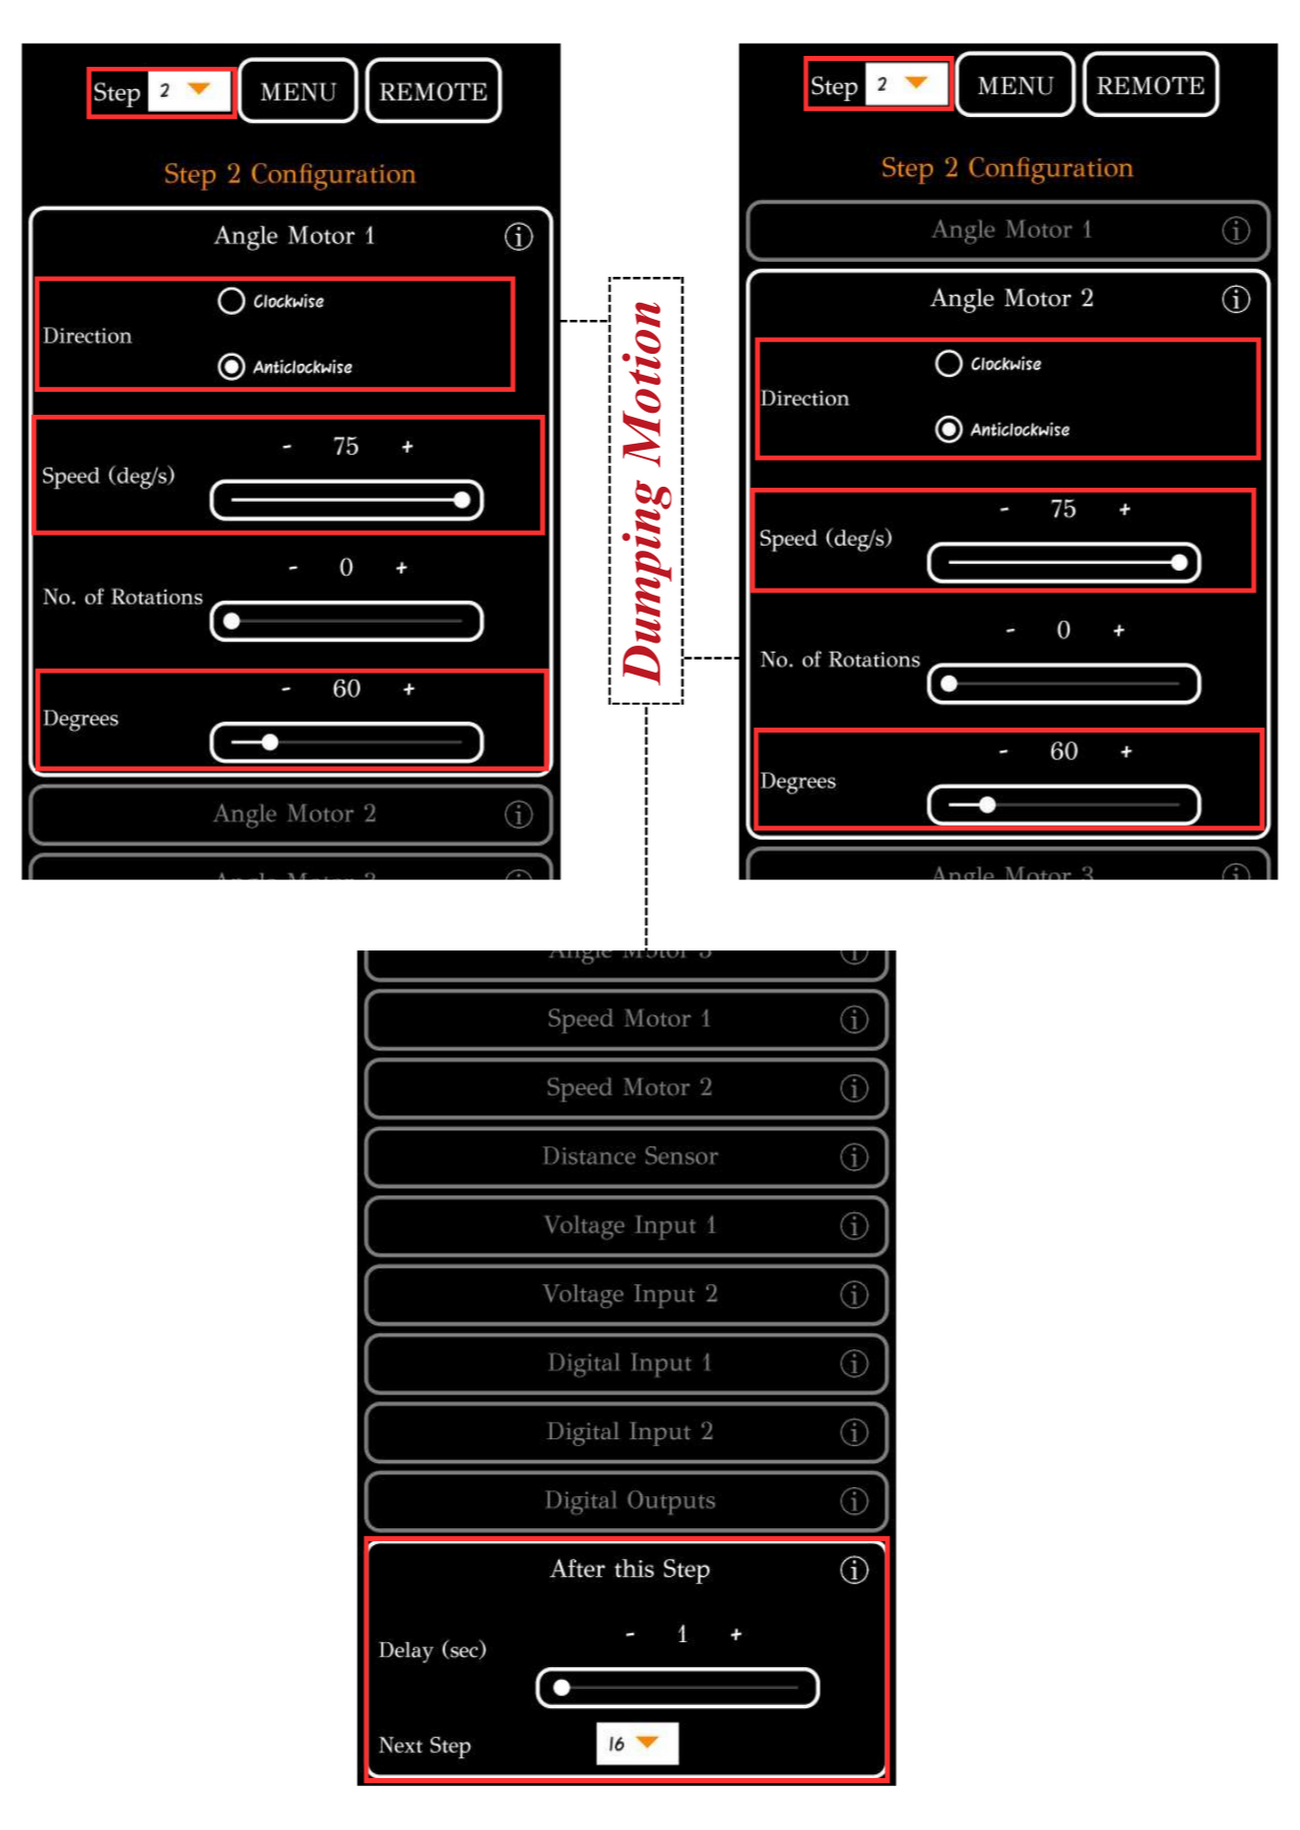 Step 2 MENU REMOTE
Step 2 Configuration
Angle Motor 1
Direction
Clockwise
Anticlockwise
Speed (deg/s)
- 75 +
No. of Rotations
- 0 +
Degrees
- 60 +
Angle Motor 2
Angle Motor 3
Dumping Motion
Step 2 MENU REMOTE
Step 2 Configuration
Angle Motor 1
Angle Motor 2
Direction
Clockwise
Anticlockwise
Speed (deg/s)
- 75 +
No. of Rotations
- 0 +
Degrees
- 60 +
Angle Motor 3
Angle Motor 3
Speed Motor 1
Speed Motor 2
Distance Sensor
Voltage Input 1
Voltage Input 2
Digital Input 1
Digital Input 2
Digital Outputs
After this Step
Delay (sec)
- 1 +
Next Step 16